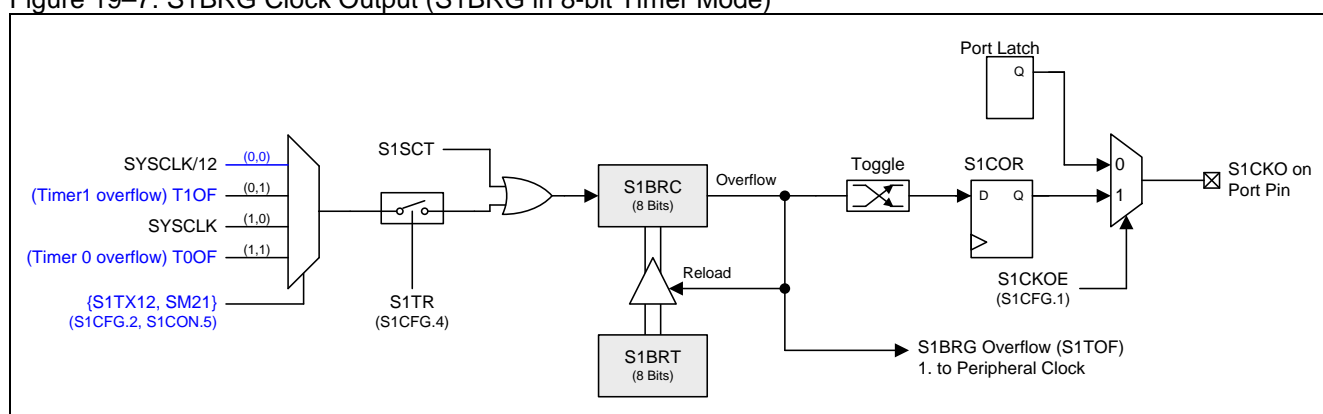 Figure 19–7. S1BRG Clock Output (S1BRG in 8-bit Timer Mode)
Port Latch
Q
SYSCLK/12
(0,0)
(Timer1 overflow) T1OF
(0,1)
SYSCLK
(1,0)
(Timer 0 overflow) T0OF
(1,1)
{S1TX12, SM21}
(S1CFG.2, S1CON.5)
S1SCT
S1TR
(S1CFG.4)
S1BRC
(8 Bits)
Overflow
Reload
S1BRT
(8 Bits)
Toggle
S1COR
D
Q
0
1
S1CKOE
(S1CFG.1)
S1CKO on
Port Pin
S1BRG Overflow (S1TOF)
1. to Peripheral Clock